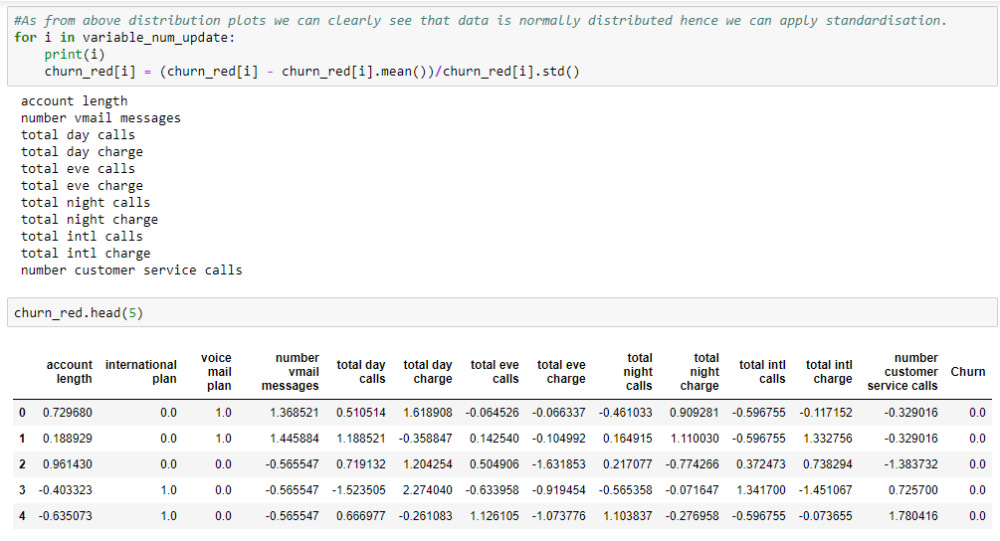 #As from above distribution plots we can clearly see that data is normally distributed hence we can apply standardisation.
for i in variable_num_update:
    print(i)
    churn_red[i] = (churn_red[i] - churn_red[i].mean())/churn_red[i].std()
account length
number vmail messages
total day calls
total day charge
total eve calls
total eve charge
total night calls
total night charge
total intl calls
total intl charge
number customer service calls
churn_red.head(5)
account length international plan voice mail plan number vmail messages total day calls total day charge total eve calls total eve charge total night calls total night charge total intl calls total intl charge number customer service calls Churn
0 0.729680 0.0 1.0 1.368521 0.510514 1.618908 -0.064526 -0.066337 -0.461033 0.909281 -0.596755 -0.117152 -0.329016 0.0
1 0.188929 0.0 1.0 1.445884 1.188521 -0.358847 0.142540 -0.104992 0.164915 1.110030 -0.596755 1.332756 -0.329016 0.0
2 0.961430 0.0 0.0 -0.565547 0.719132 1.204254 0.504906 -1.631853 0.217077 -0.774266 0.372473 0.738294 -1.383732 0.0
3 -0.403323 1.0 0.0 -0.565547 -1.523505 2.274040 -0.633958 -0.919454 -0.565358 -0.071647 1.341700 -1.451067 0.725700 0.0
4 -0.635073 1.0 0.0 -0.565547 0.666977 -0.261083 1.126105 -1.073776 1.103837 -0.276958 -0.596755 -0.073655 1.780416 0.0